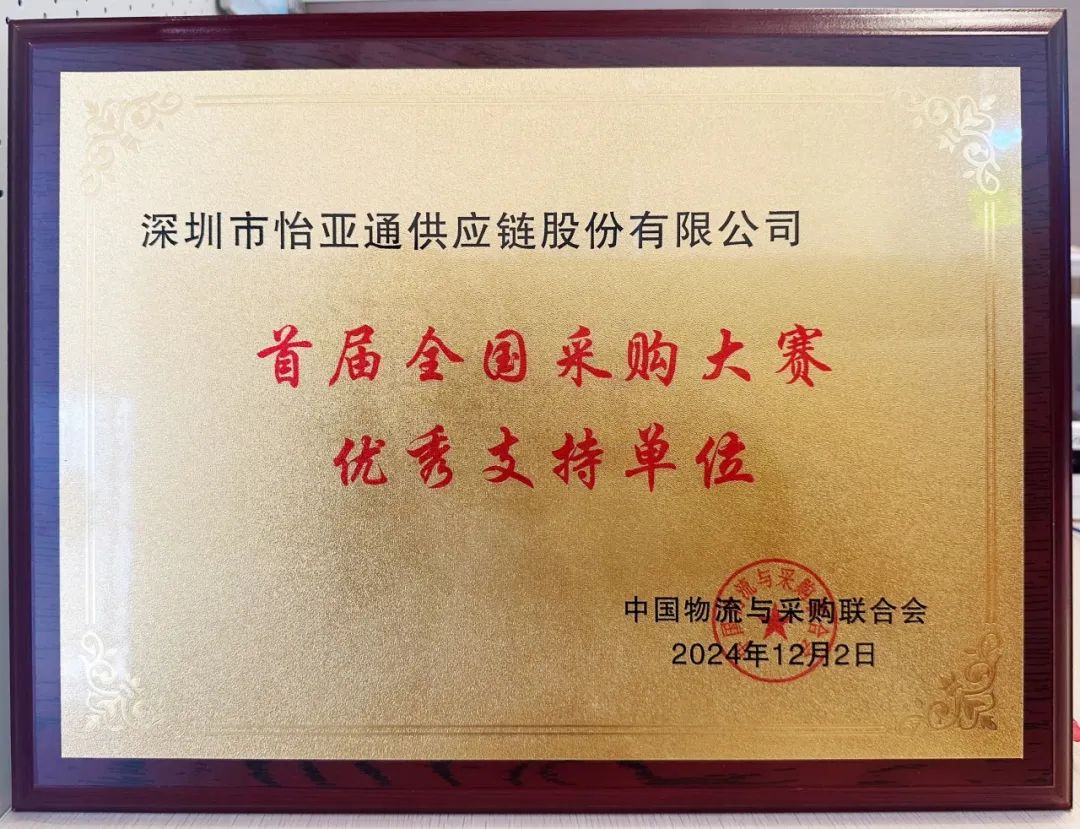 深圳市怡亚通供应链股份有限公司
首届全国采购大赛
优秀支持单位
中国物流与采购联合会
2024年12月2日